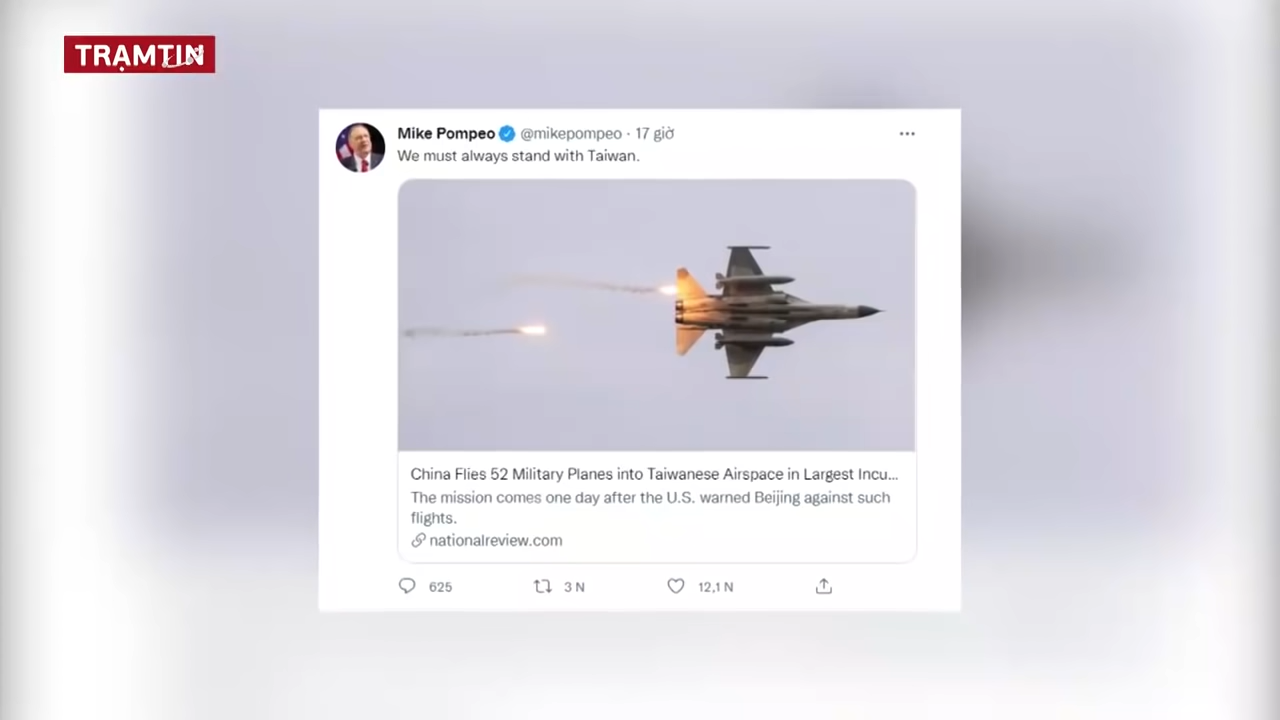 TRẠMTIN
Mike Pompeo @mikepompeo · 17 giờ
We must always stand with Taiwan.
China Flies 52 Military Planes into Taiwanese Airspace in Largest Incu...
The mission comes one day after the U.S. warned Beijing against such
flights.
nationalreview.com
625 3 N 12,1 N